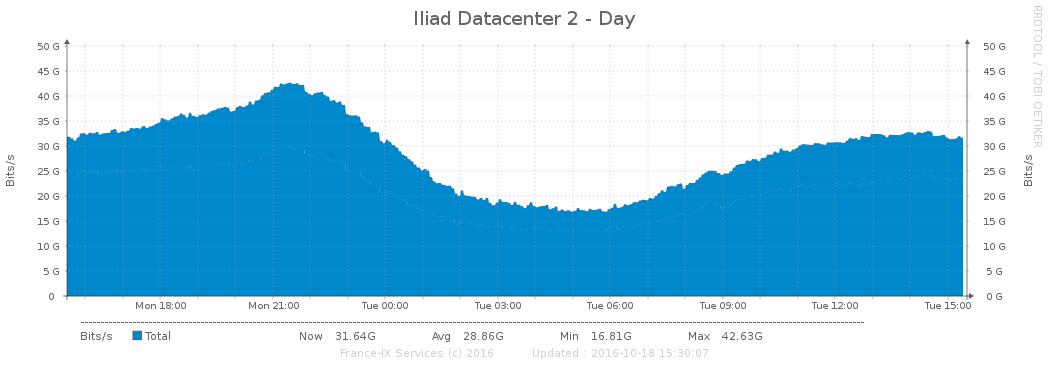 Iliad Datacenter 2 - Day
RRDTOOL / TOBI OETIKER
Bits/s
50 G 50 G
45 G 45 G
40 G 40 G
35 G 35 G
30 G 30 G
25 G 25 G
20 G 20 G
15 G 15 G
10 G 10 G
5 G 5 G
0 0 G
Bits/s
Mon 18:00 Mon 21:00 Tue 00:00 Tue 03:00 Tue 06:00 Tue 09:00 Tue 12:00 Tue 15:00
Bits/s Total Now 31.64G Avg 28.86G Min 16.81G Max 42.63G
France-IX Services (c) 2016 Updated : 2016-10-18 15:30:07